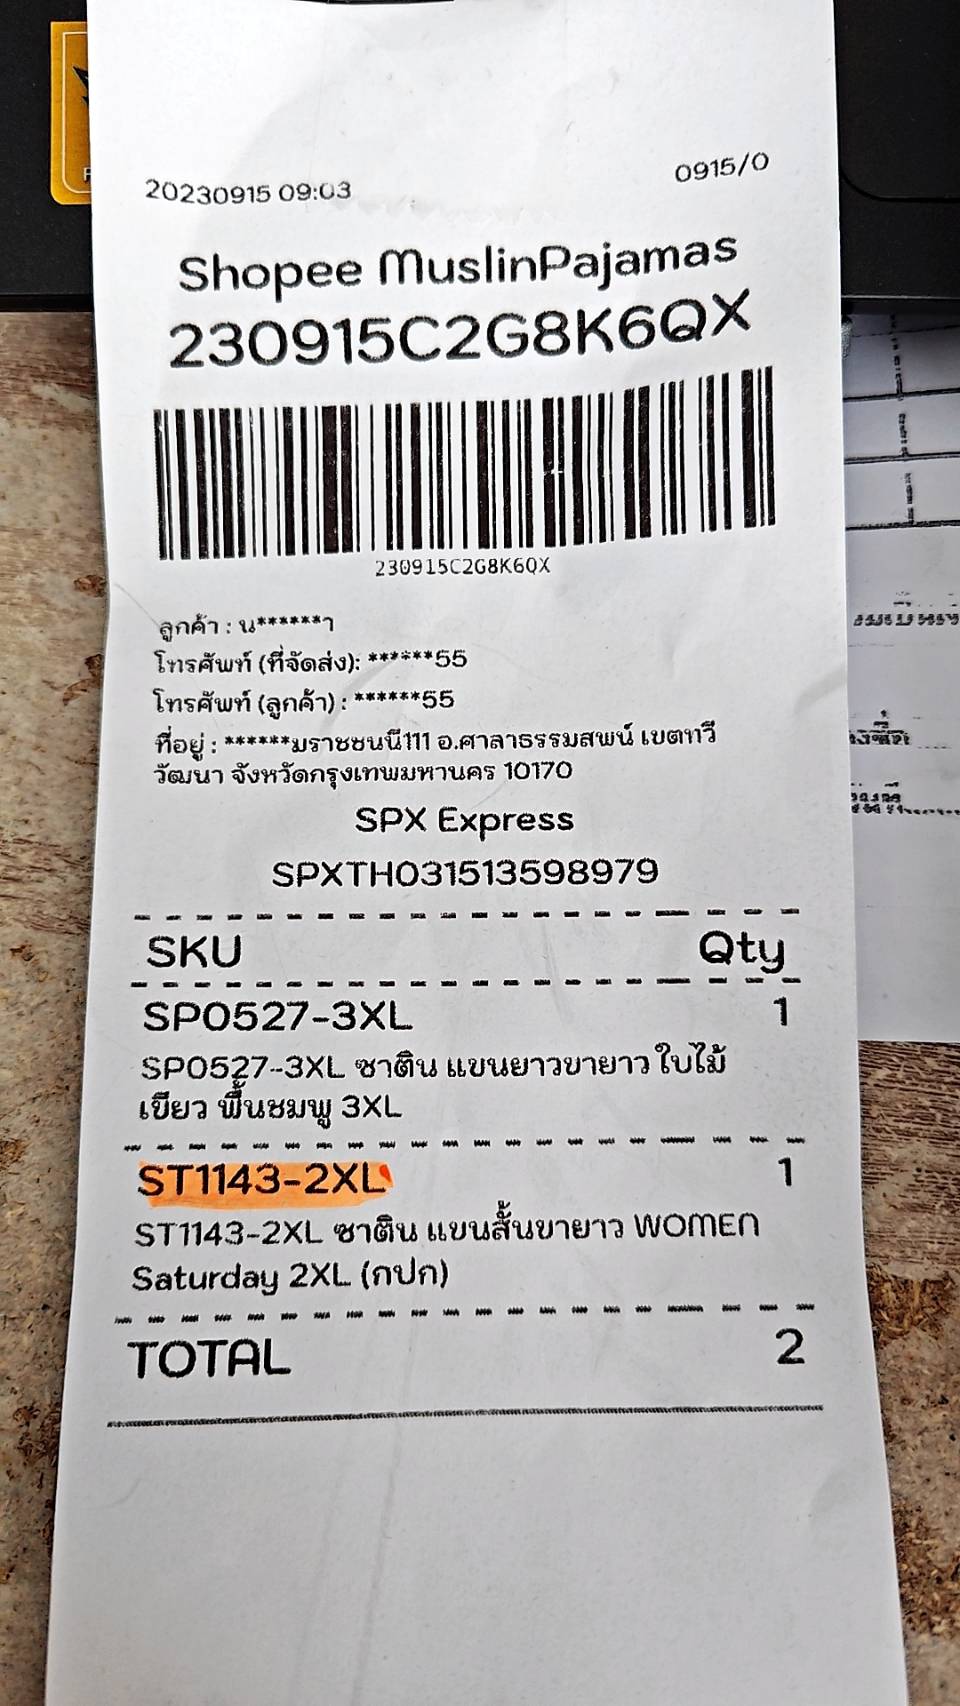 20230915 09:03
0915/0
Shopee MuslinPajamas
230915C2G8K6QX
230915C2G8K6QX
ลูกค้า : น******า
โทรศัพท์ (ที่จัดส่ง): ******55
โทรศัพท์ (ลูกค้า) : ******55
ที่อยู่ : ******มราชชนนี111 อ.ศาลาธรรมสพน์ เขตทวี
วัฒนา จังหวัดกรุงเทพมหานคร 10170
SPX Express
SPXTH031513598979
SKU Qty
SP0527-3XL 1
SP0527-3XL ซาติน แขนยาวขายาว ใบไม้
เขียว พื้นชมพู 3XL
ST1143-2XL 1
ST1143-2XL ซาติน แขนสั้นขายาว WOMEN
Saturday 2XL (กปก)
TOTAL 2